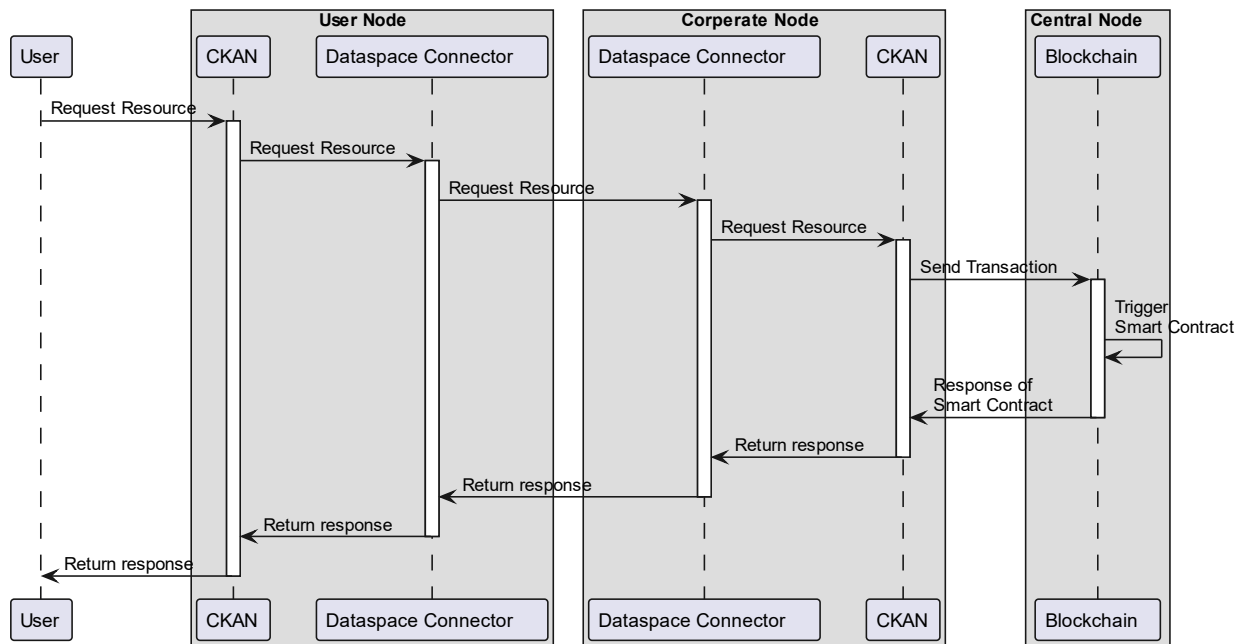 User Node
Corperate Node
Central Node
User
CKAN
Dataspace Connector
Dataspace Connector
CKAN
Blockchain
Request Resource
Request Resource
Request Resource
Request Resource
Send Transaction
Trigger
Smart Contract
Response of
Smart Contract
Return response
Return response
Return response
Return response
User
CKAN
Dataspace Connector
Dataspace Connector
CKAN
Blockchain